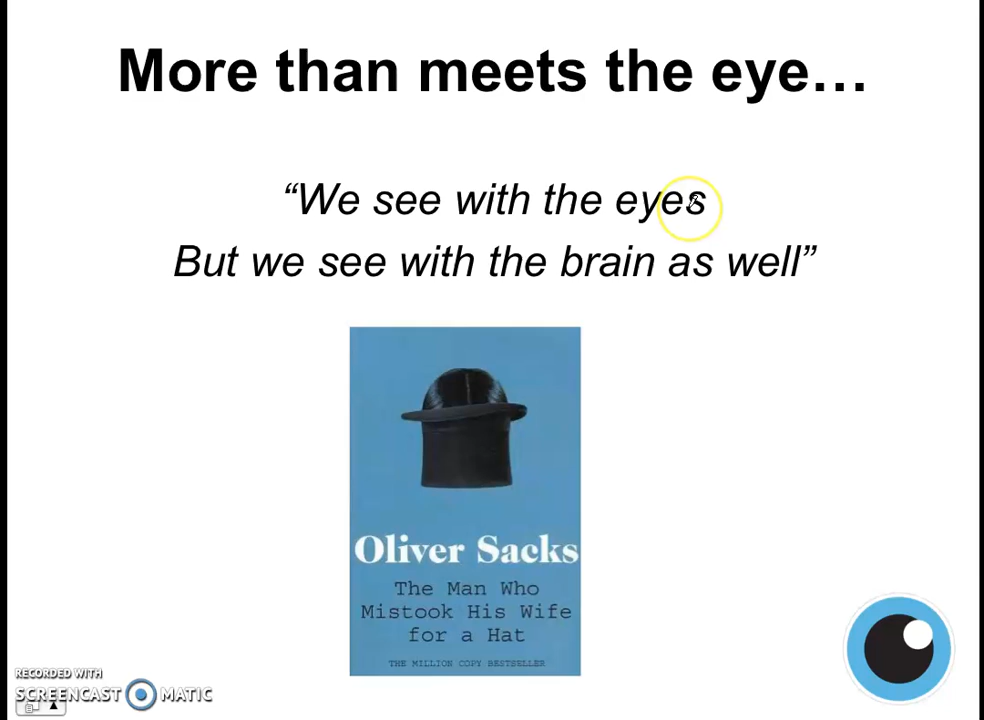 More than meets the eye…
“We see with the eyes
But we see with the brain as well”
Oliver Sacks
The Man Who
Mistook His Wife
for a Hat
THE MILLION COPY BESTSELLER
RECORDED WITH
SCREENCAST MATIC